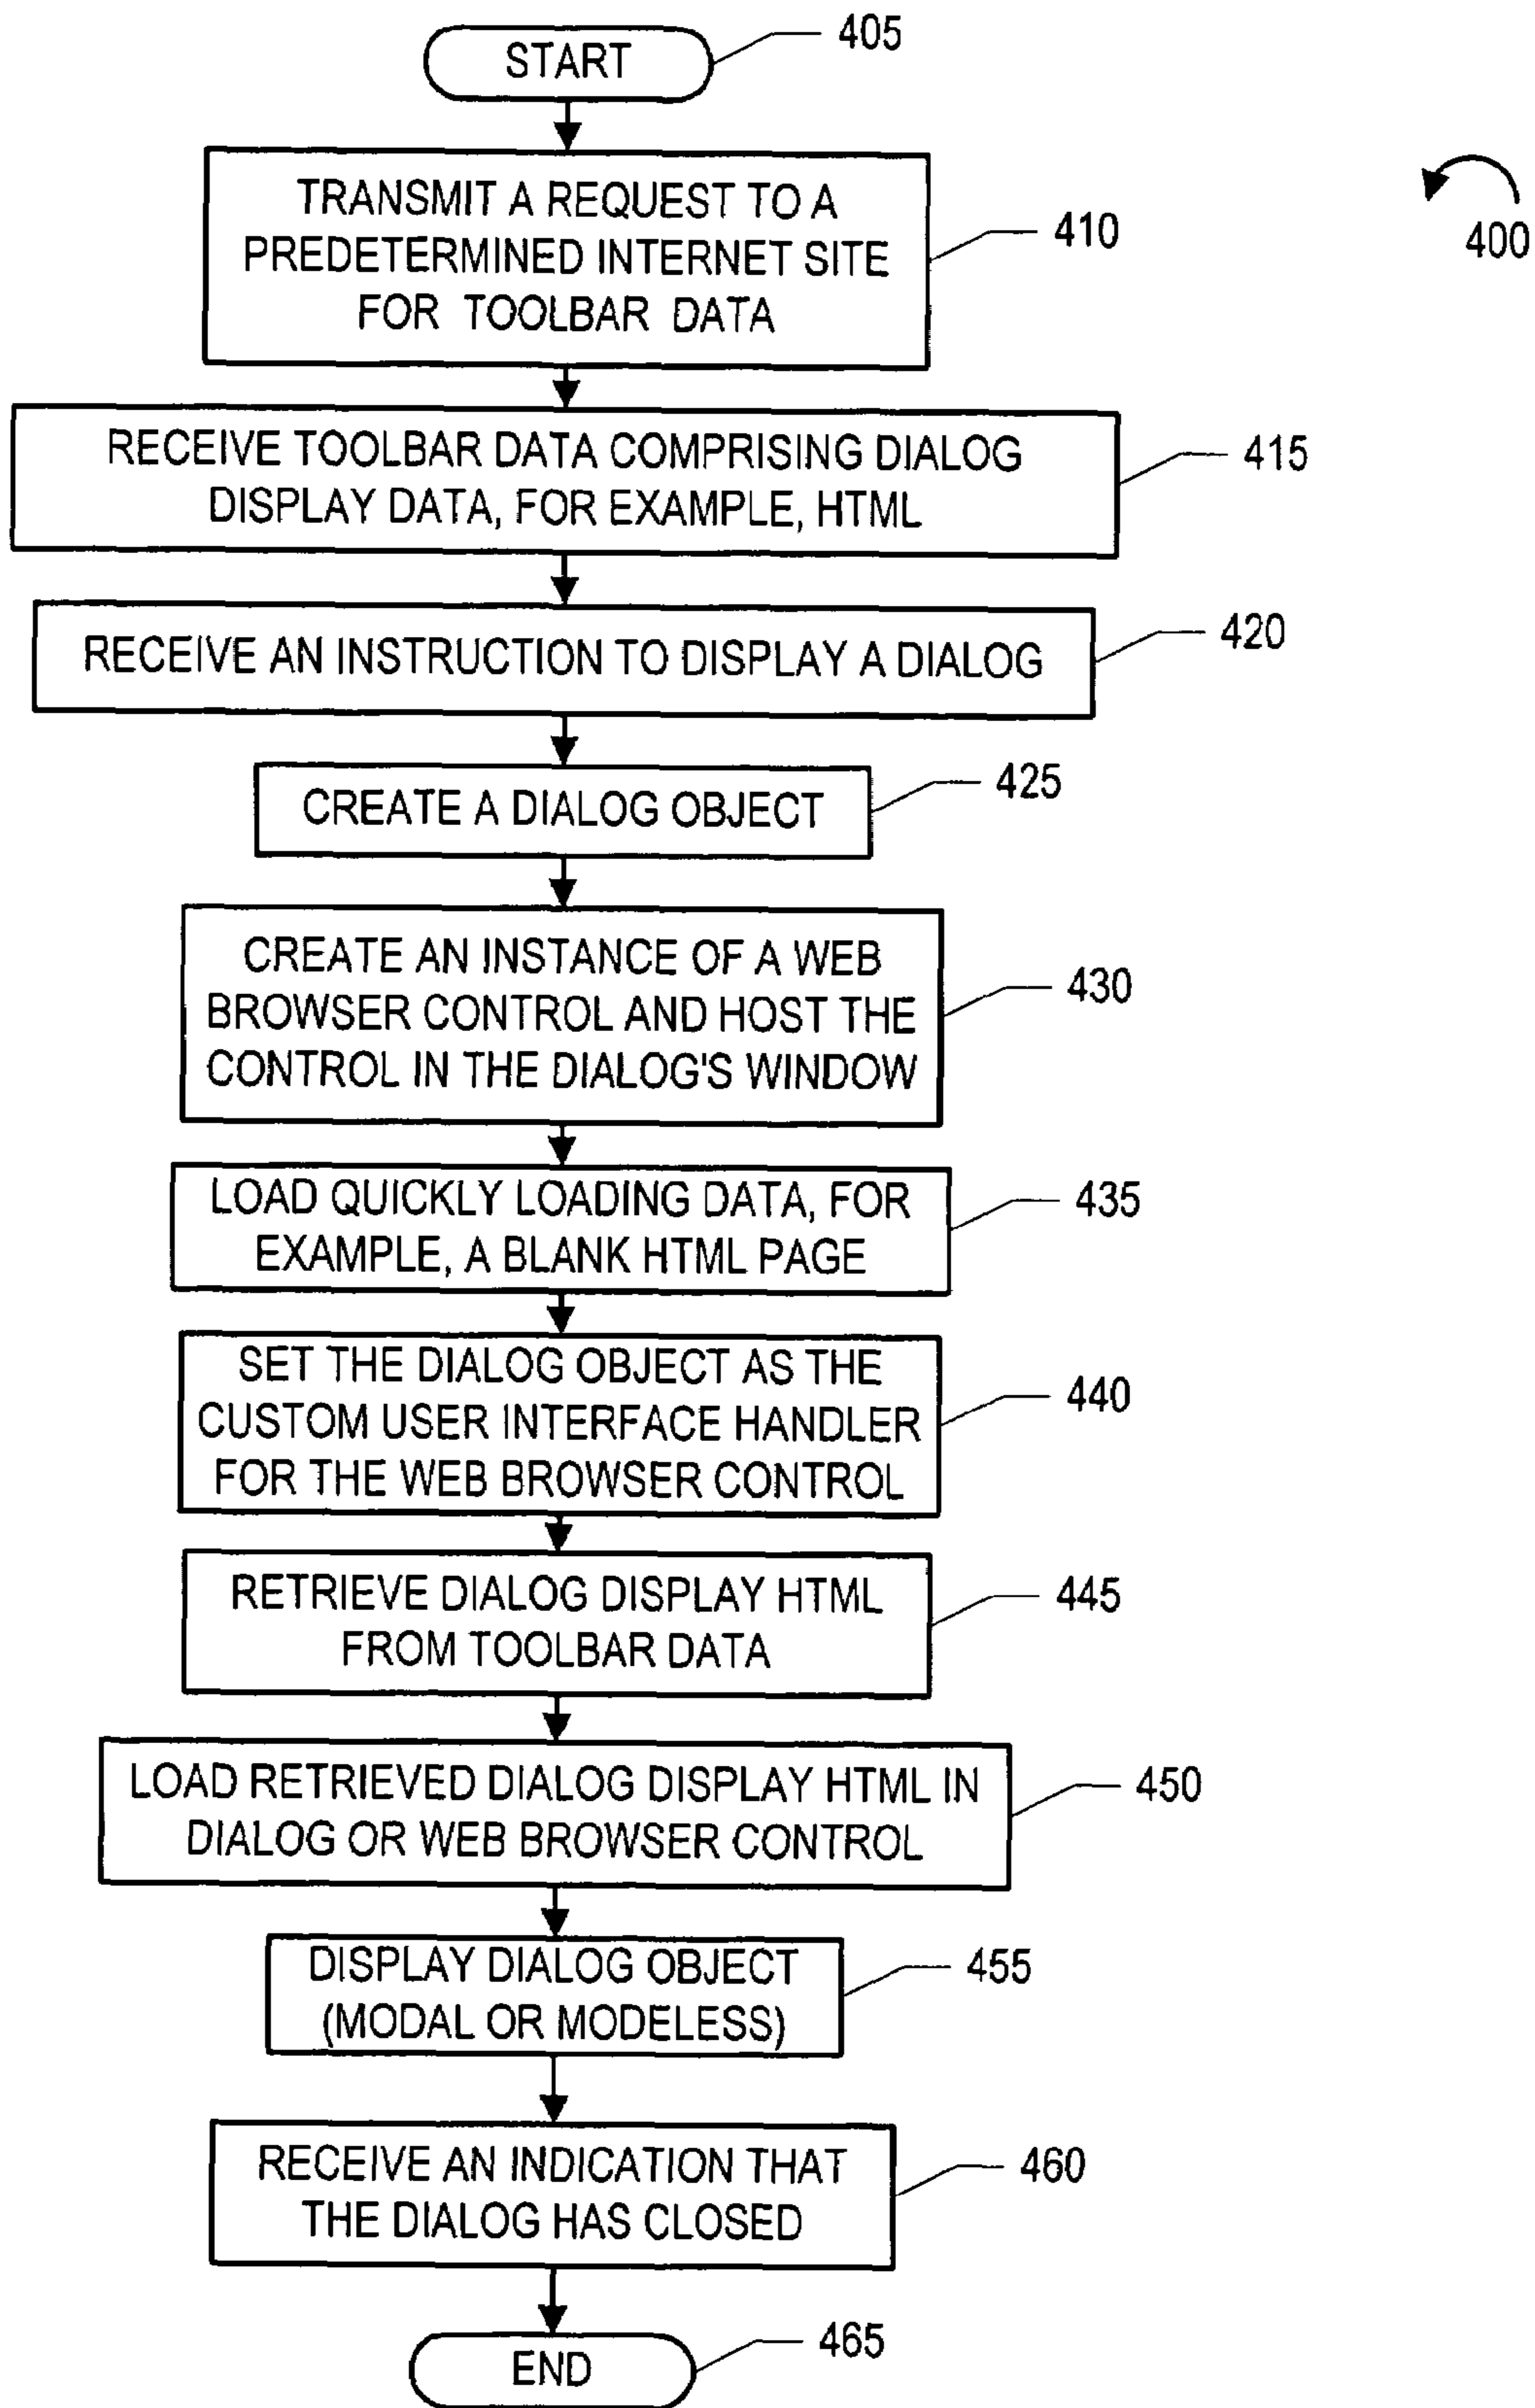 START
405
TRANSMIT A REQUEST TO A
PREDETERMINED INTERNET SITE
FOR TOOLBAR DATA
410
400
RECEIVE TOOLBAR DATA COMPRISING DIALOG
DISPLAY DATA, FOR EXAMPLE, HTML
415
RECEIVE AN INSTRUCTION TO DISPLAY A DIALOG
420
CREATE A DIALOG OBJECT
425
CREATE AN INSTANCE OF A WEB
BROWSER CONTROL AND HOST THE
CONTROL IN THE DIALOG'S WINDOW
430
LOAD QUICKLY LOADING DATA, FOR
EXAMPLE, A BLANK HTML PAGE
435
SET THE DIALOG OBJECT AS THE
CUSTOM USER INTERFACE HANDLER
FOR THE WEB BROWSER CONTROL
440
RETRIEVE DIALOG DISPLAY HTML
FROM TOOLBAR DATA
445
LOAD RETRIEVED DIALOG DISPLAY HTML IN
DIALOG OR WEB BROWSER CONTROL
450
DISPLAY DIALOG OBJECT
(MODAL OR MODELESS)
455
RECEIVE AN INDICATION THAT
THE DIALOG HAS CLOSED
460
END
465